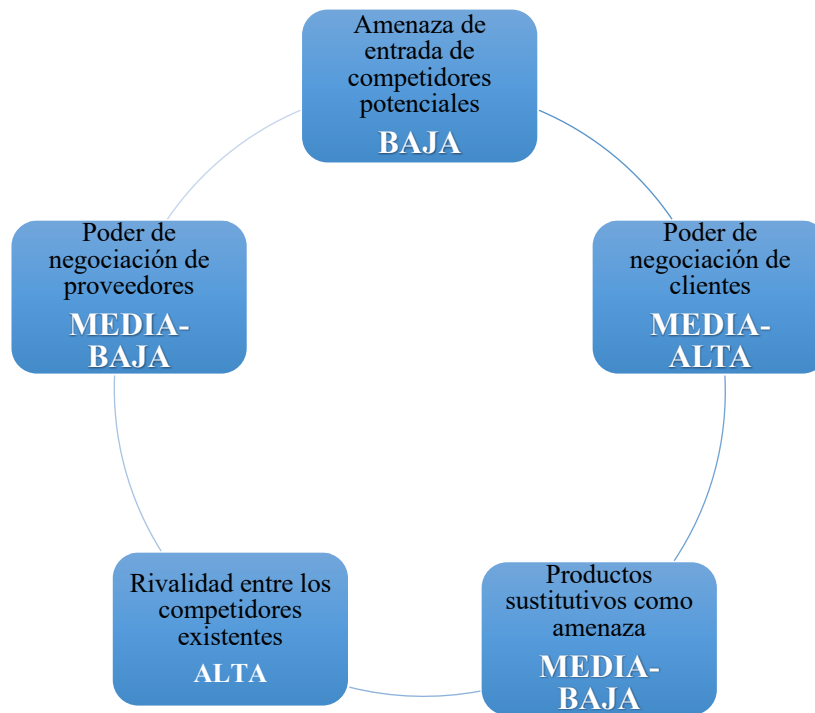 Amenaza de
entrada de
competidores
potenciales
BAJA
Poder de
negociación de
clientes
MEDIA-
ALTA
Productos
sustitutivos como
amenaza
MEDIA-
BAJA
Rivalidad entre los
competidores
existentes
ALTA
Poder de
negociación de
proveedores
MEDIA-
BAJA